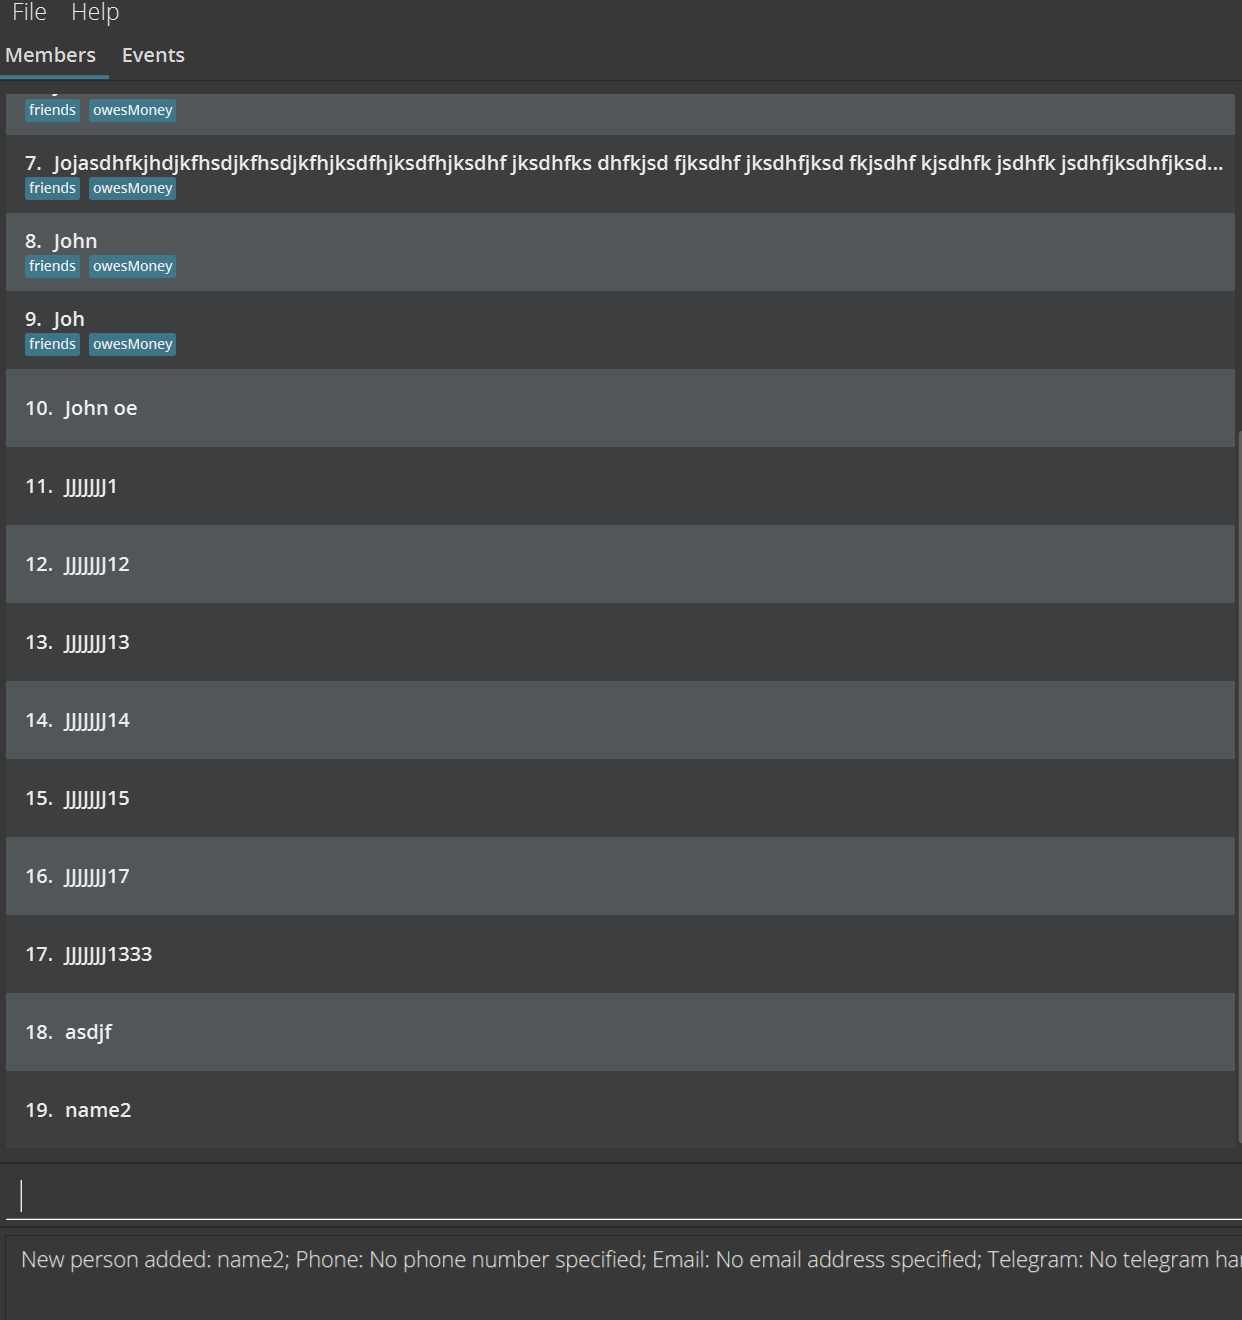 File Help
Members Events
friends owesMoney
7. Jojasdhfkjhdjkfhsdjkfhsdjkfhjksdfhjksdfhjksdhf jksdhfks dhfkjsd fjksdhf jksdhfjksd fkjsdhf kjsdhfk jsdhfk jsdhfjksdhfjksd...
friends owesMoney
8. John
friends owesMoney
9. Joh
friends owesMoney
10. John oe
11. JJJJJJJ1
12. JJJJJJJ12
13. JJJJJJJ13
14. JJJJJJJ14
15. JJJJJJJ15
16. JJJJJJJ17
17. JJJJJJJ1333
18. asdjf
19. name2
New person added: name2; Phone: No phone number specified; Email: No email address specified; Telegram: No telegram